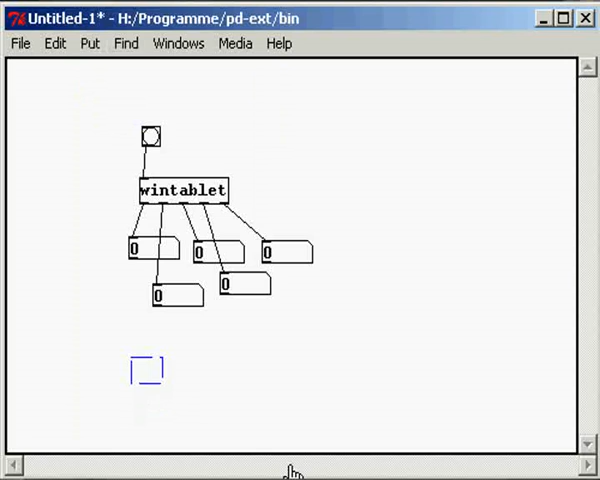 Untitled-1* - H:/Programme/pd-ext/bin
File Edit Put Find Windows Media Help
wintablet
0 0 0
0 0